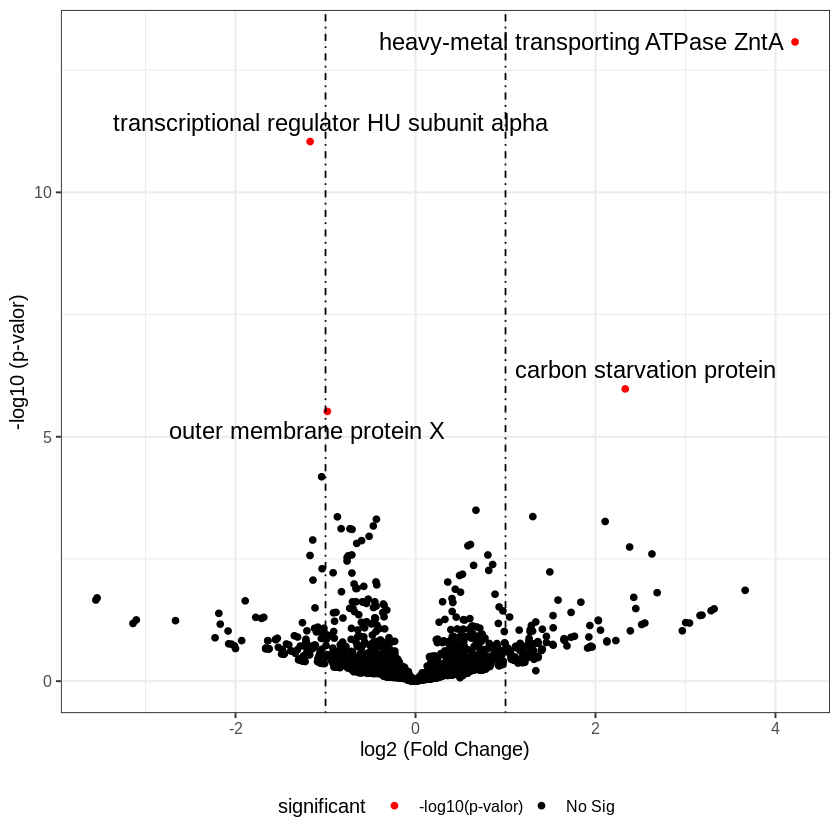 heavy-metal transporting ATPase ZntA
transcriptional regulator HU subunit alpha
10
carbon starvation protein
outer membrane protein X
5
0
-log10 (p-valor)
-2
0
2
4
log2 (Fold Change)
significant
-log10(p-valor)
No Sig